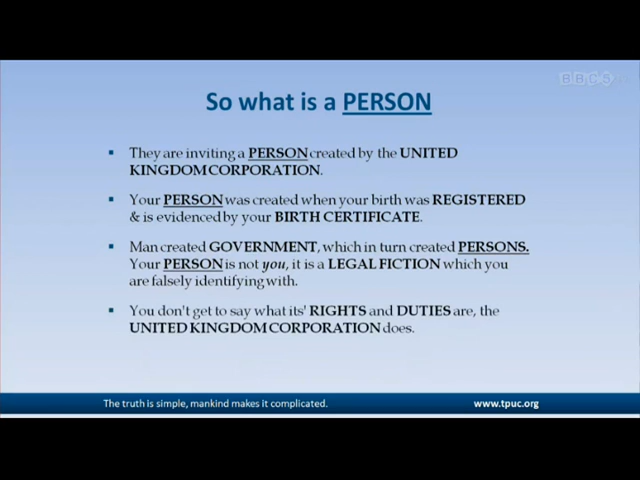 BBC5
So what is a PERSON
▪ They are inviting a PERSON created by the UNITED
KINGDOM CORPORATION.
▪ Your PERSON was created when your birth was REGISTERED
& is evidenced by your BIRTH CERTIFICATE.
▪ Man created GOVERNMENT, which in turn created PERSONS.
Your PERSON is not you, it is a LEGAL FICTION which you
are falsely identifying with.
▪ You don't get to say what its' RIGHTS and DUTIES are, the
UNITED KINGDOM CORPORATION does.
The truth is simple, mankind makes it complicated. www.tpuc.org